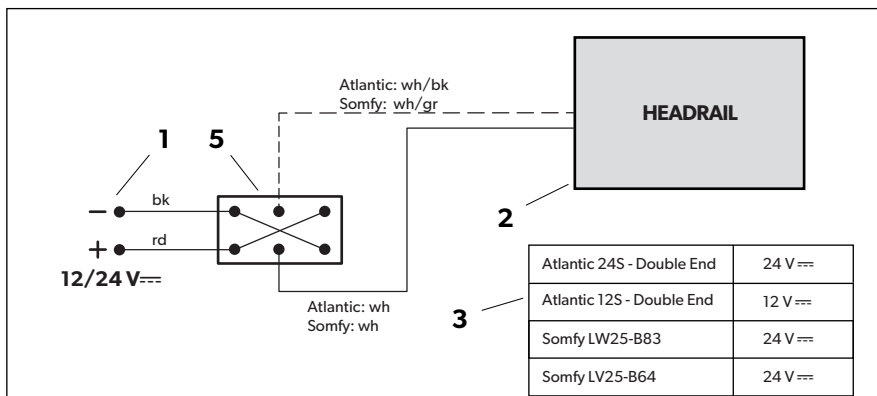 Atlantic: wh/bk
Somfy: wh/gr
HEADRAIL
1
5
bk
− 
2
+ rd
12/24 V⎓
Atlantic: wh
Somfy: wh
3
Atlantic 24S - Double End 24 V⎓
Atlantic 12S - Double End 12 V⎓
Somfy LW25-B83 24 V⎓
Somfy LV25-B64 24 V⎓